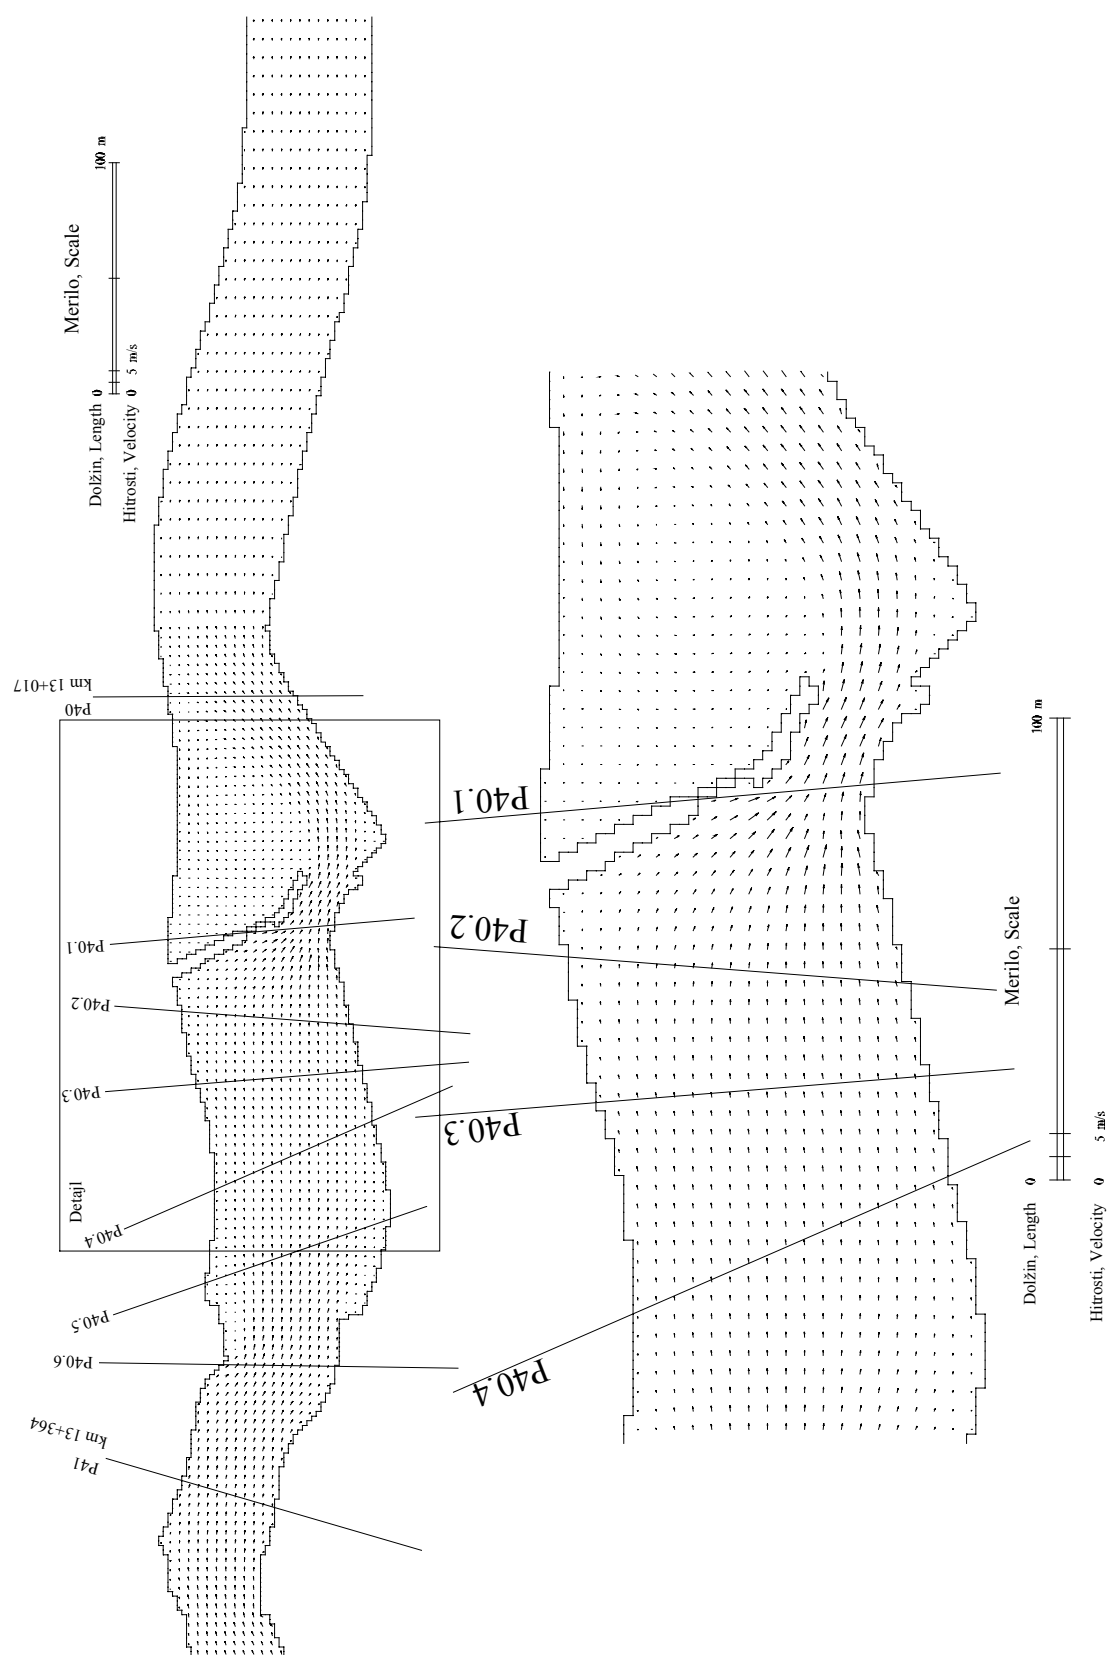 100 m
Merilo, Scale
5 m/s
Dolžin, Length 0
Hitrosti, Velocity 0
km 13+017
P40
P40.1
P40.2
P40.3
P40.4
Detajl
P40.5
P40.6
km 13+364
P41
P40.1
P40.2
P40.3
P40.4
100 m
Merilo, Scale
5 m/s
Dolžin, Length 0
Hitrosti, Velocity 0